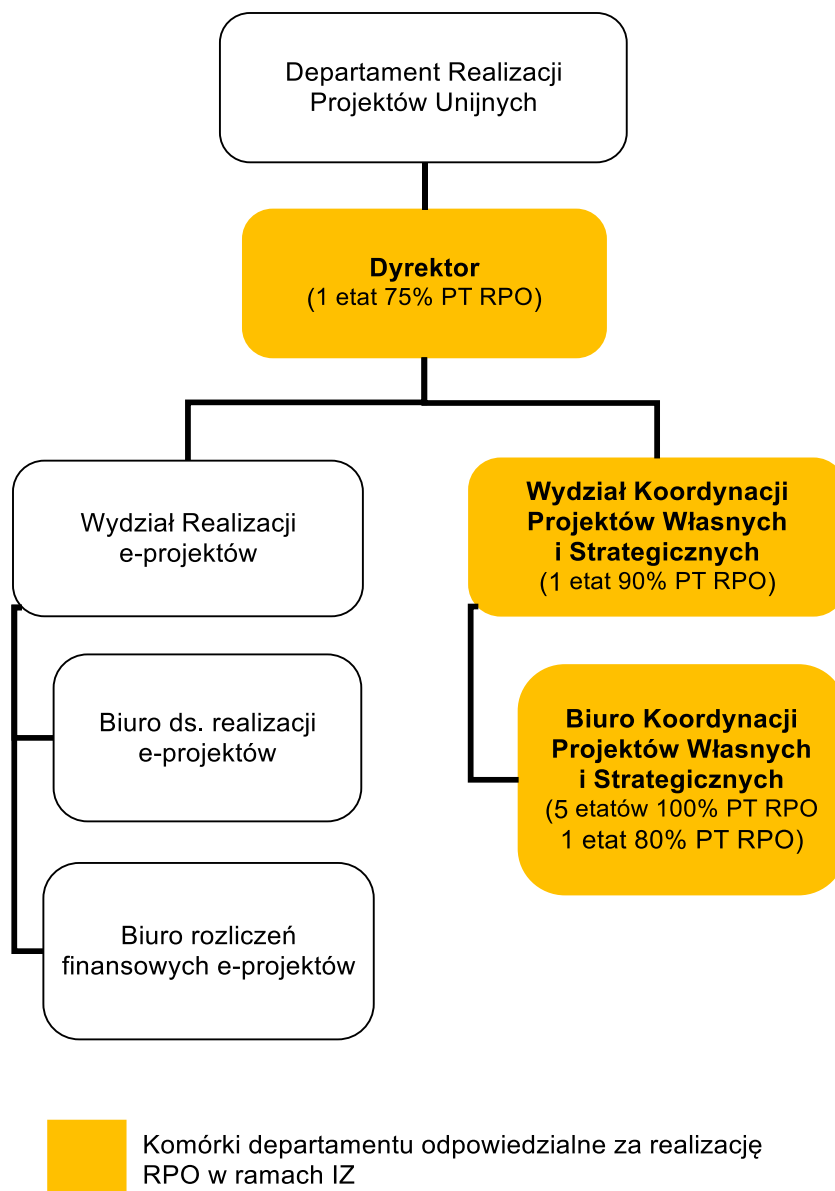 Departament Realizacji
Projektów Unijnych
Dyrektor
(1 etat 75% PT RPO)
Wydział Realizacji
e-projektów
Biuro ds. realizacji
e-projektów
Biuro rozliczeń
finansowych e-projektów
Wydział Koordynacji
Projektów Własnych
i Strategicznych
(1 etat 90% PT RPO)
Biuro Koordynacji
Projektów Własnych
i Strategicznych
(5 etatów 100% PT RPO
1 etat 80% PT RPO)
Komórki departamentu odpowiedzialne za realizację
RPO w ramach IZ